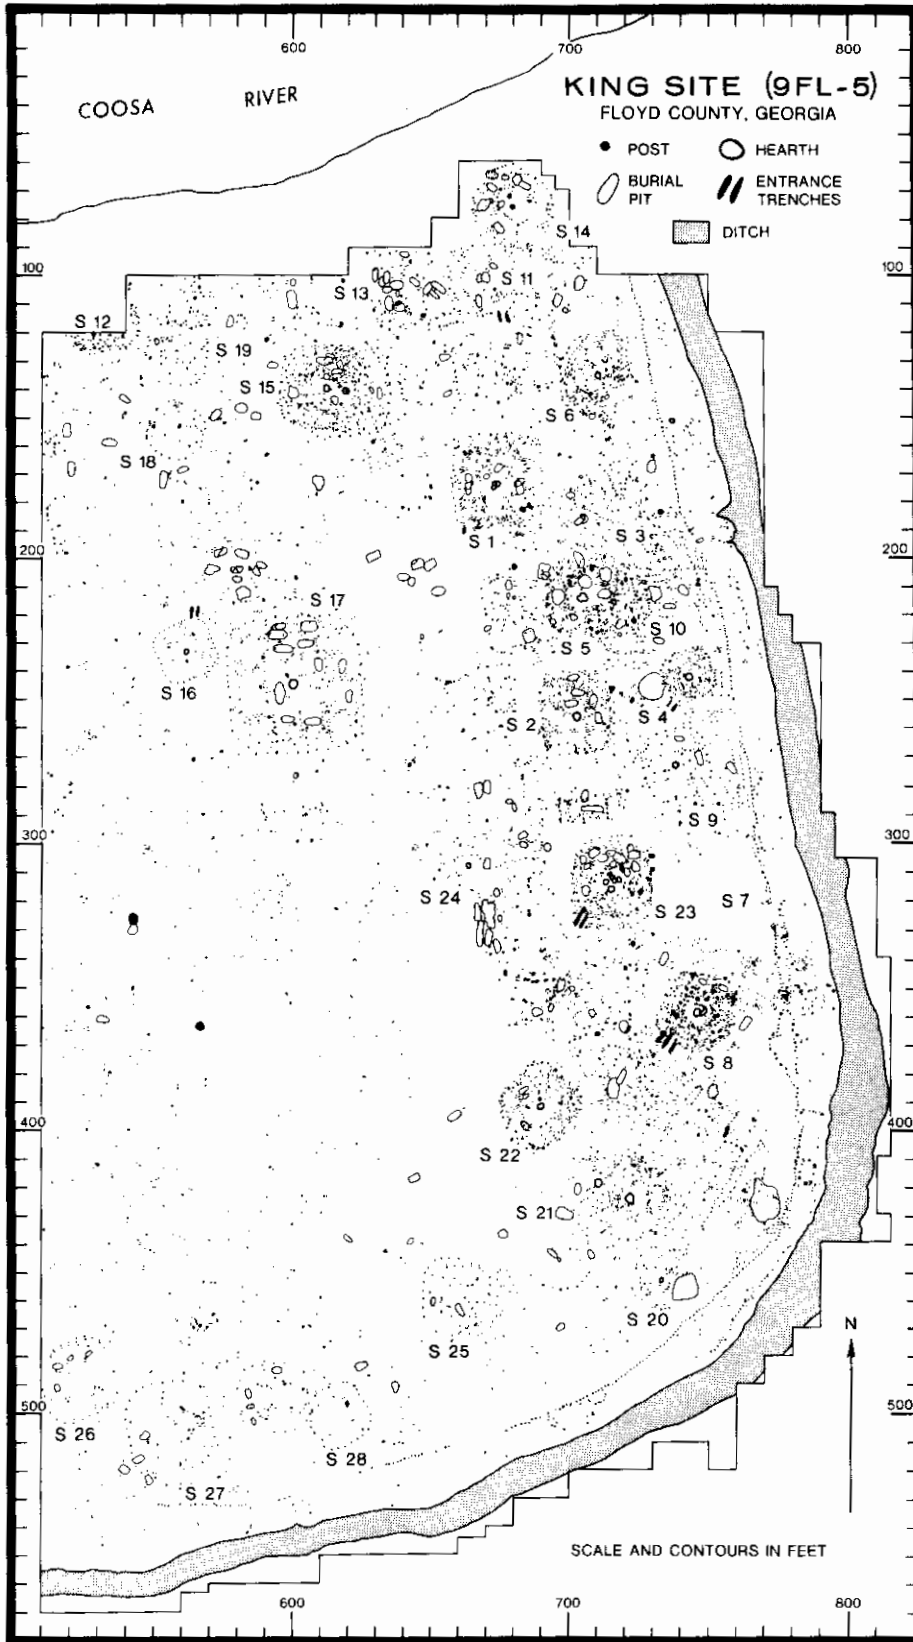 600 700 800
COOSA RIVER
KING SITE (9FL-5)
FLOYD COUNTY, GEORGIA
POST HEARTH
BURIAL PIT ENTRANCE TRENCHES
DITCH
S 14
100 S 13 S 11 100
S 12
S 19
S 15
S 6
S 18
S 1 S 3
200 200
S 17
S 10
S 5
S 16
S 2 S 4
S 9
300 300
S 24 S 7
S 23
S 8
400 400
S 22
S 21
S 20
N
S 25
500 500
S 26
S 28
S 27
SCALE AND CONTOURS IN FEET
600 700 800